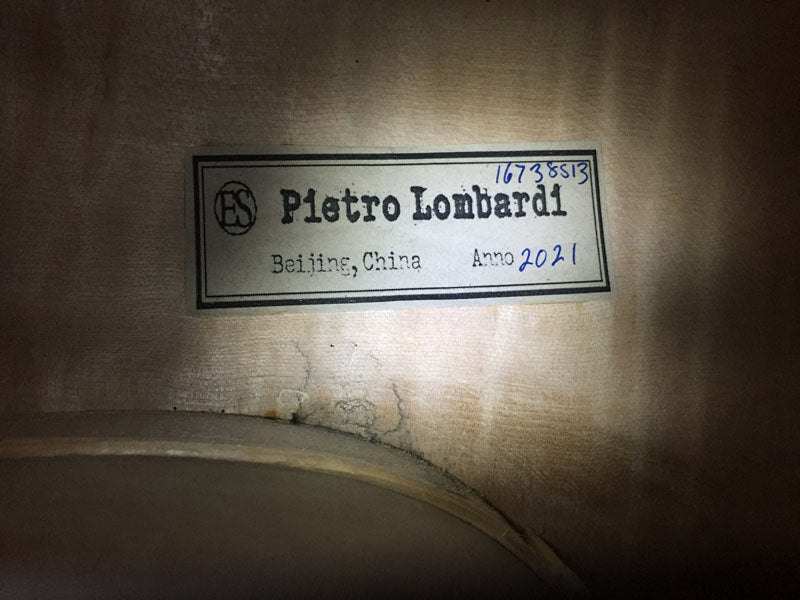 16738513
ES Pietro Lombardi
Beijing, China Anno 2021